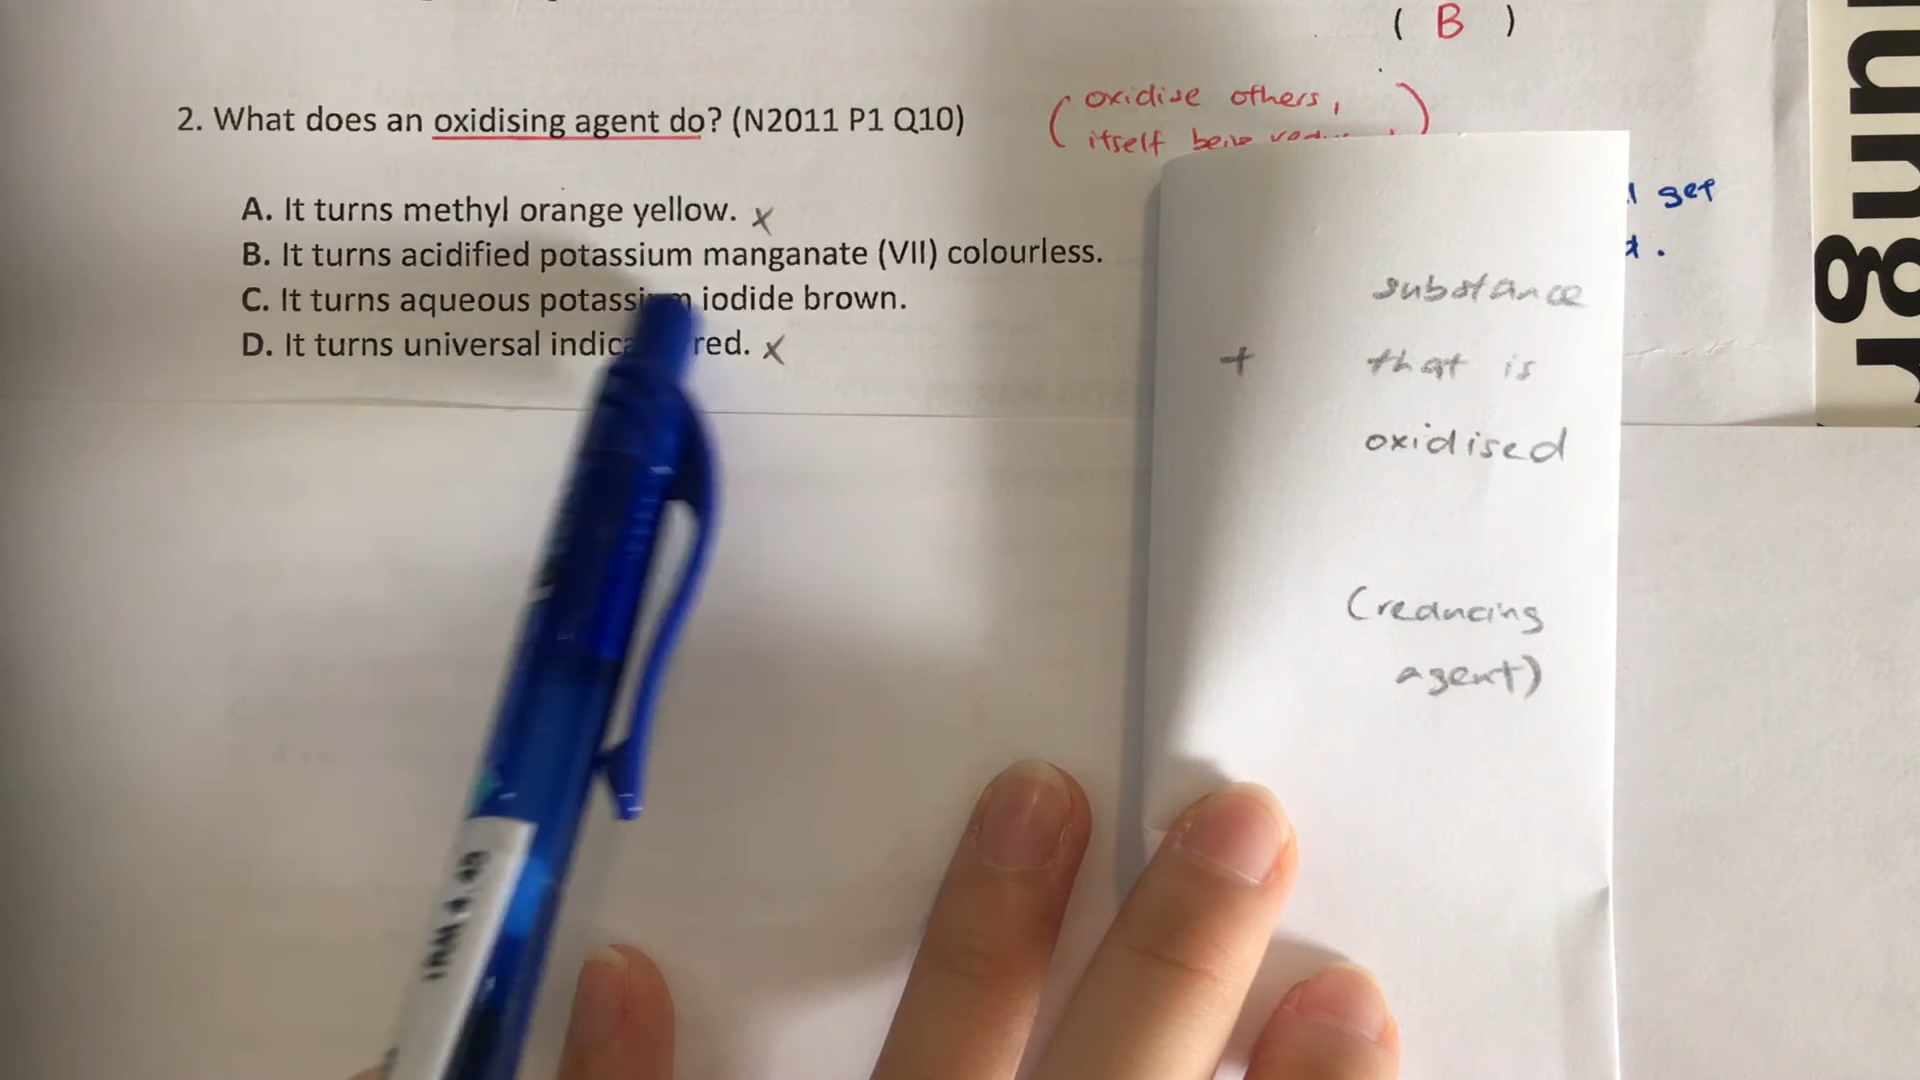 ( B )
2. What does an oxidising agent do? (N2011 P1 Q10)
( oxidise others, )
itself being
A. It turns methyl orange yellow. x
B. It turns acidified potassium manganate (VII) colourless.
C. It turns aqueous potassium iodide brown.
D. It turns universal red. x
get
substance
+ that is
oxidised
(reducing
agent)